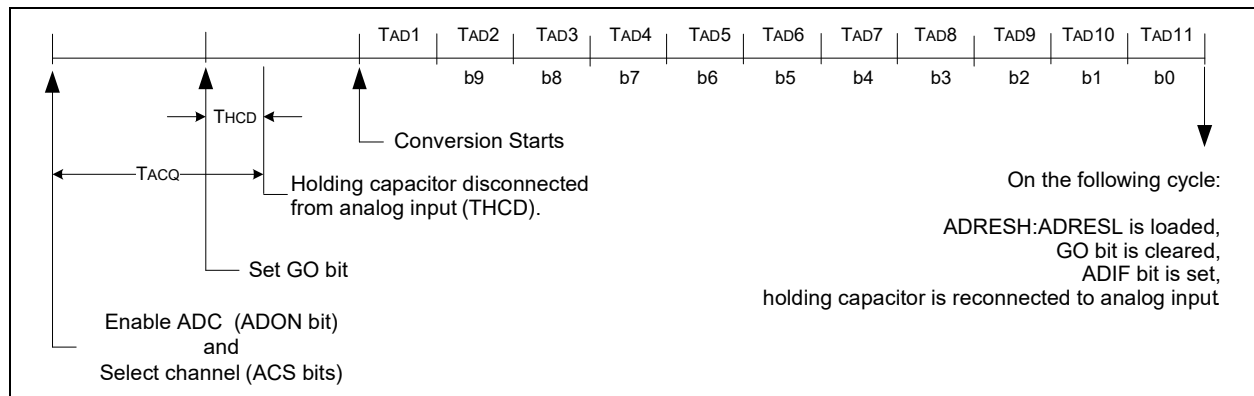 TAD1 TAD2 TAD3 TAD4 TAD5 TAD6 TAD7 TAD8 TAD9 TAD10 TAD11
b9 b8 b7 b6 b5 b4 b3 b2 b1 b0
THCD
Conversion Starts
TACQ
Holding capacitor disconnected
from analog input (THCD).
Set GO bit
Enable ADC (ADON bit)
and
Select channel (ACS bits)
On the following cycle:
ADRESH:ADRESL is loaded,
GO bit is cleared,
ADIF bit is set,
holding capacitor is reconnected to analog input